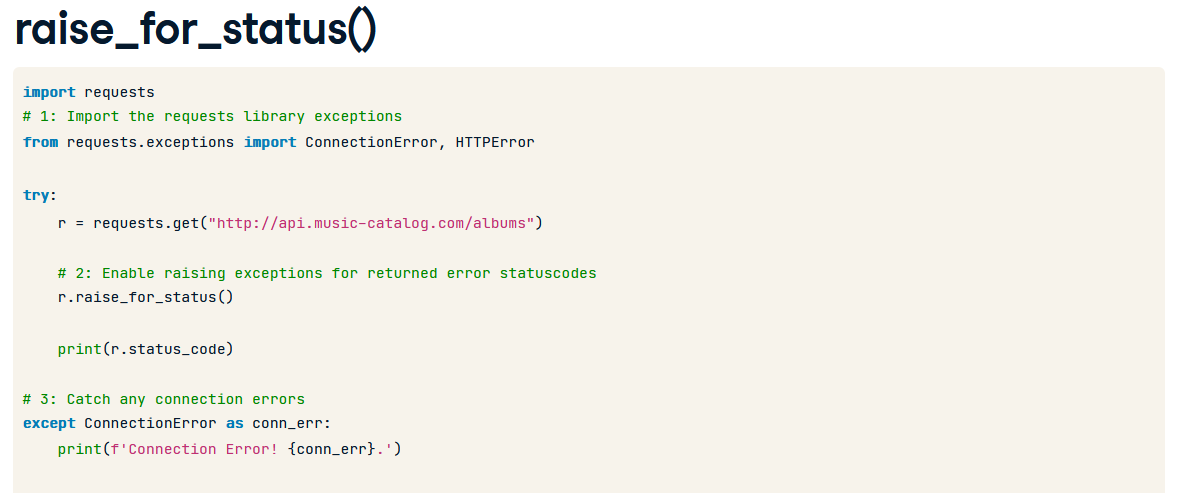 raise_for_status()
import requests
# 1: Import the requests library exceptions
from requests.exceptions import ConnectionError, HTTPError
try:
    r = requests.get("http://api.music-catalog.com/albums")
    # 2: Enable raising exceptions for returned error statuscodes
    r.raise_for_status()
    print(r.status_code)
# 3: Catch any connection errors
except ConnectionError as conn_err:
    print(f'Connection Error! {conn_err}.')